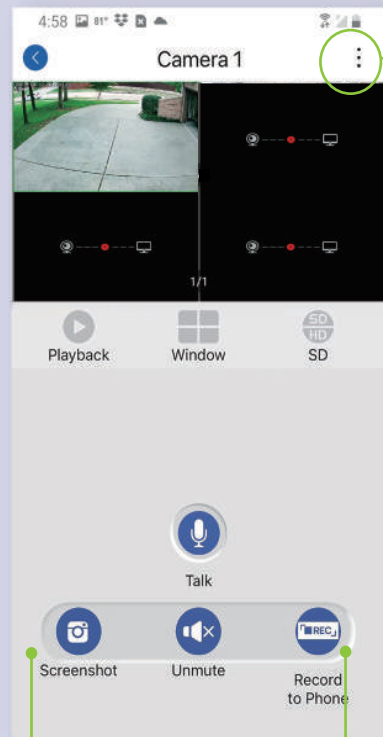 4:58 81°
Camera 1
1/1
Playback Window SD
HD
SD
Talk
REC
Screenshot Unmute Record
to Phone